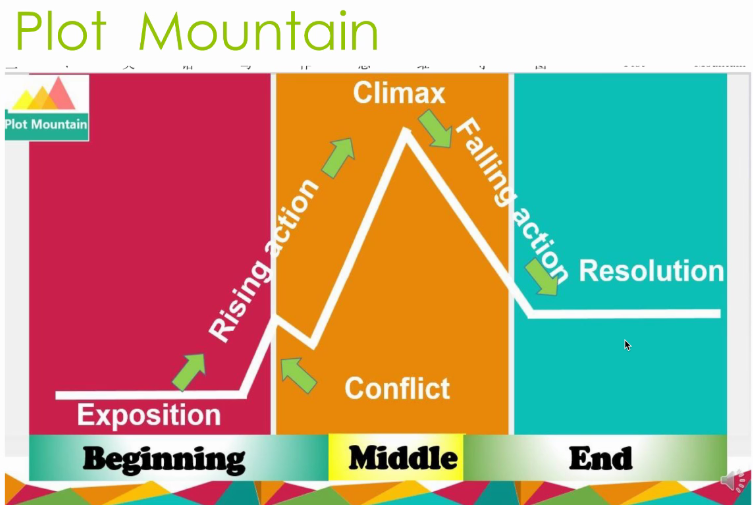 Plot Mountain
Plot Mountain
Climax
Rising action
Falling action
Resolution
Conflict
Exposition
Beginning
Middle
End